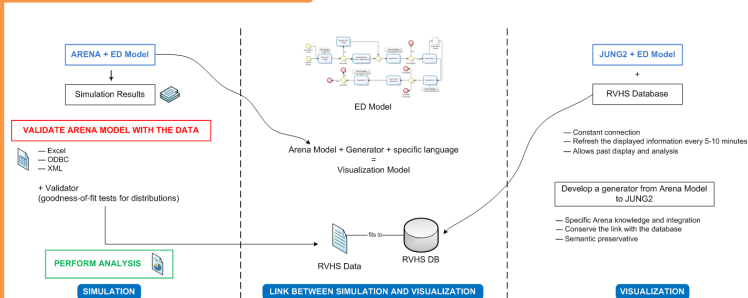 ARENA + ED Model
Simulation Results
VALIDATE ARENA MODEL WITH THE DATA
— Excel
— ODBC
— XML
+ Validator
(goodness-of-fit tests for distributions)
PERFORM ANALYSIS
SIMULATION
ED Model
Arena Model + Generator + specific language
=
Visualization Model
RVHS Data
fits to
RVHS DB
LINK BETWEEN SIMULATION AND VISUALIZATION
JUNG2 + ED Model
+
RVHS Database
— Constant connection
— Refresh the displayed information every 5-10 minutes
— Allows past display and analysis
Develop a generator from Arena Model
to JUNG2
— Specific Arena knowledge and integration
— Conserve the link with the database
— Semantic preservative
VISUALIZATION